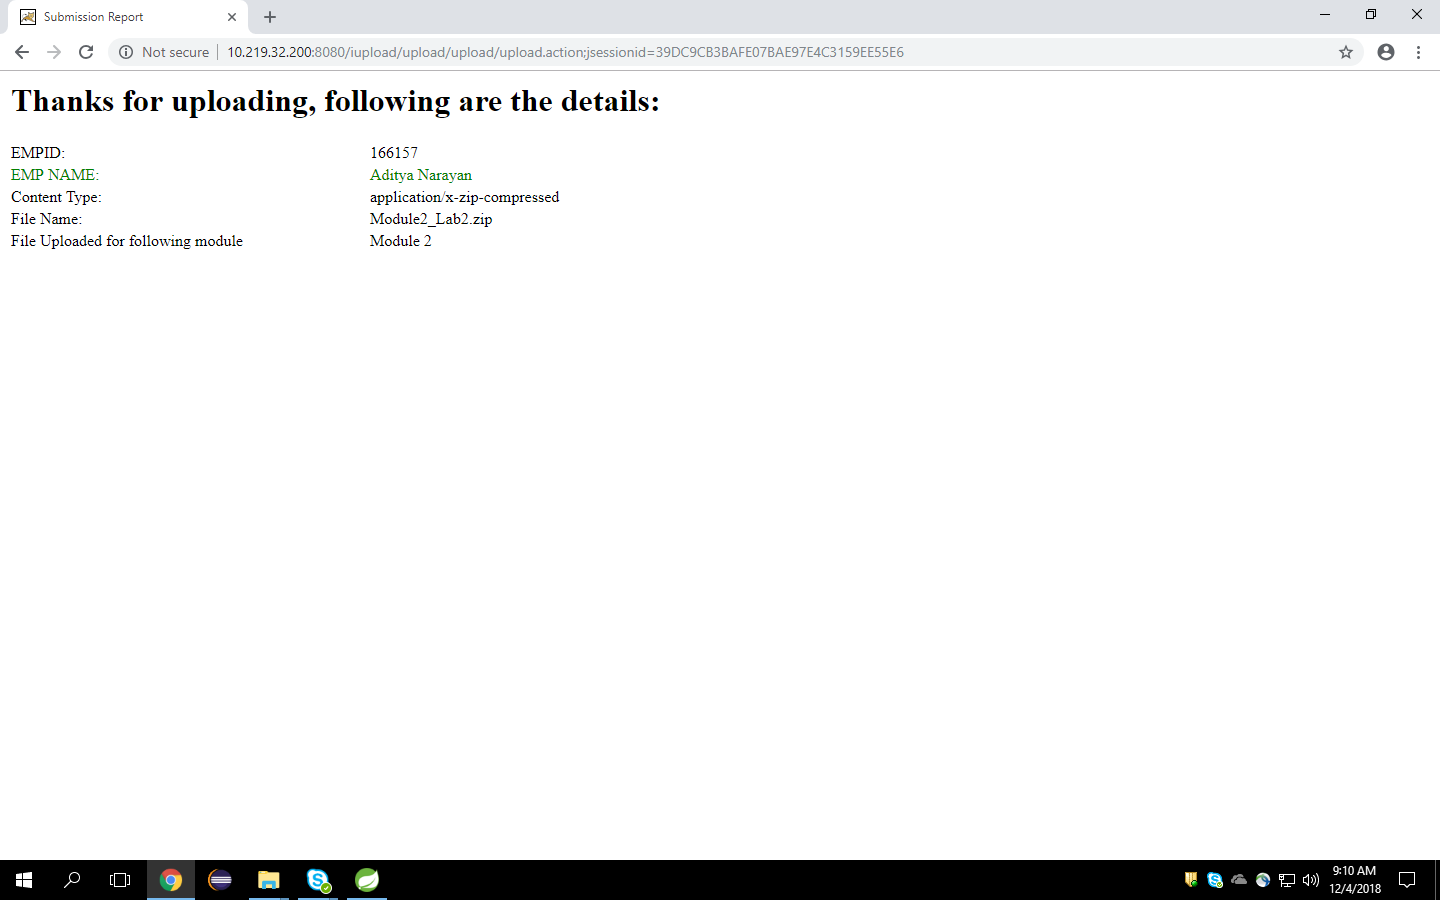 Submission Report
Not secure 10.219.32.200:8080/iupload/upload/upload/upload.action;jsessionid=39DC9CB3BAFE07BAE97E4C3159EE55E6
Thanks for uploading, following are the details:
EMPID: 166157
EMP NAME: Aditya Narayan
Content Type: application/x-zip-compressed
File Name: Module2_Lab2.zip
File Uploaded for following module Module 2
9:10 AM
12/4/2018